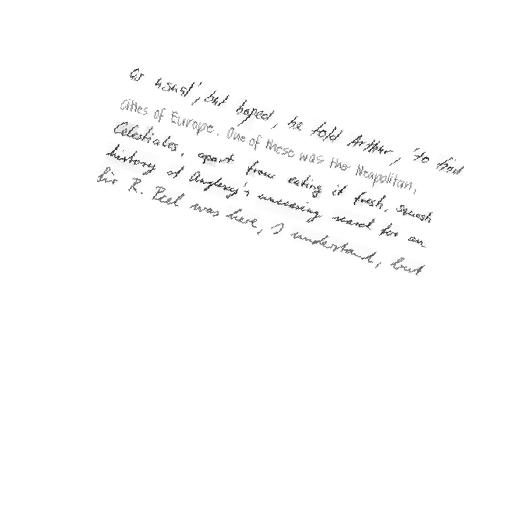 as usual', but hoped, he told Arthur, 'to find
cities of Europe. One of these was the Neapolitan,
Celestiales, apart from eating it fresh, squash
history of Angkery's unceasing search for an
Sir R. Peel was here, I understand, but